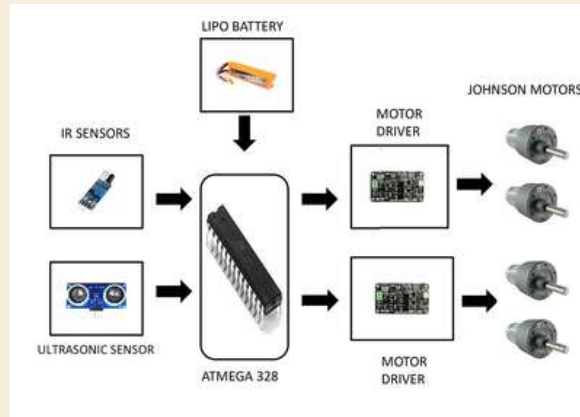 LIPO BATTERY
JOHNSON MOTORS
MOTOR
DRIVER
IR SENSORS
ULTRASONIC SENSOR
ATMEGA 328
MOTOR
DRIVER